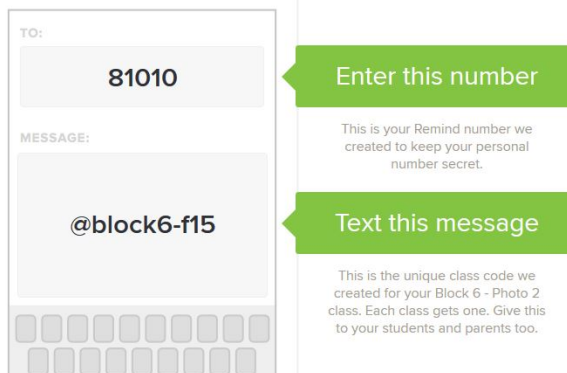 TO:
81010
Enter this number
This is your Remind number we
created to keep your personal
number secret.
MESSAGE:
@block6-f15
Text this message
This is the unique class code we
created for your Block 6 - Photo 2
class. Each class gets one. Give this
to your students and parents too.